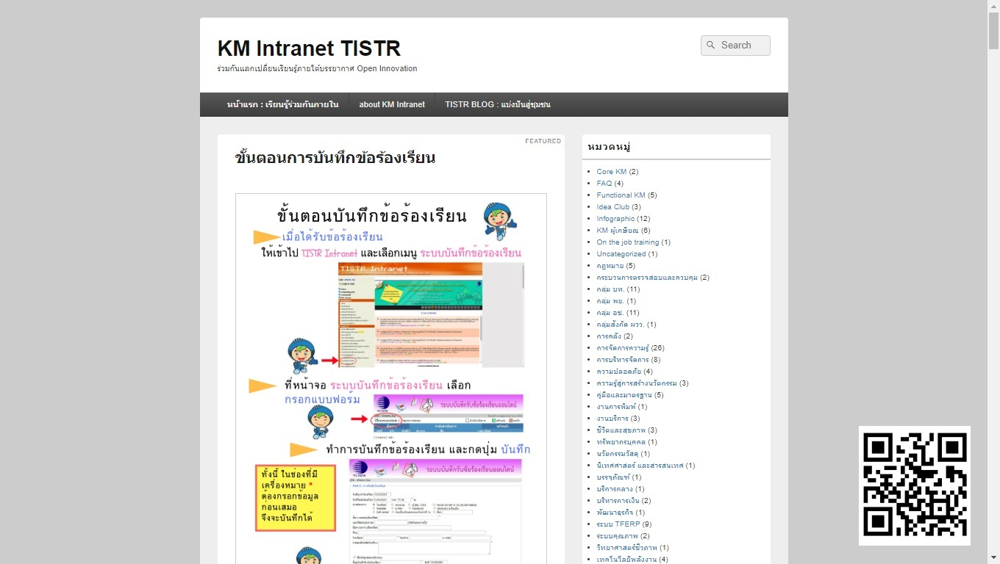 KM Intranet TISTR
ร่วมกันแลกเปลี่ยนเรียนรู้ภายใต้บรรยากาศ Open Innovation
Search
หน้าแรก : เรียนรู้ร่วมกันภายใน
about KM Intranet
TISTR BLOG : แบ่งปันสู่ชุมชน
FEATURED
ขั้นตอนการบันทึกข้อร้องเรียน
ขั้นตอนบันทึกข้อร้องเรียน
เมื่อได้รับข้อร้องเรียน
ให้เข้าไป TISTR Intranet และเลือกเมนู ระบบบันทึกข้อร้องเรียน
TISTR Intranet
ที่หน้าจอ ระบบบันทึกข้อร้องเรียน เลือก
กรอกแบบฟอร์ม
ระบบบันทึกรับข้อร้องเรียนออนไลน์
ทำการบันทึกข้อร้องเรียน และกดปุ่ม บันทึก
ระบบบันทึกรับข้อร้องเรียนออนไลน์
ทั้งนี้ ในช่องที่มี
เครื่องหมาย *
ต้องกรอกข้อมูล
ก่อนเสมอ
จึงจะบันทึกได้
หมวดหมู่
Core KM (2)
FAQ (4)
Functional KM (5)
Idea Club (3)
Infographic (12)
KM ผู้เกษียณ (6)
On the job training (1)
Uncategorized (1)
กฎหมาย (5)
กระบวนการตรวจสอบและควบคุม (2)
กลุ่ม บท. (11)
กลุ่ม พย. (1)
กลุ่ม อช. (11)
กลุ่มสังกัด ผวว. (1)
การคลัง (2)
การจัดการความรู้ (26)
การบริหารจัดการ (8)
ความปลอดภัย (4)
ความรู้สู่การสร้างนวัตกรรม (3)
คู่มือและมาตรฐาน (5)
งานการพิมพ์ (1)
งานบริการ (3)
ชีวิตและสุขภาพ (3)
ทรัพยากรบุคคล (1)
นวัตกรรมวัสดุ (1)
นิเทศศาสตร์ และสารสนเทศ (1)
บรรจุภัณฑ์ (1)
บริการกลาง (1)
บริหารการเงิน (2)
พัฒนาธุรกิจ (1)
ระบบ TFERP (9)
ระบบคุณภาพ (2)
วิทยาศาสตร์ชีวภาพ (1)
เทคโนโลยีพลังงาน (4)